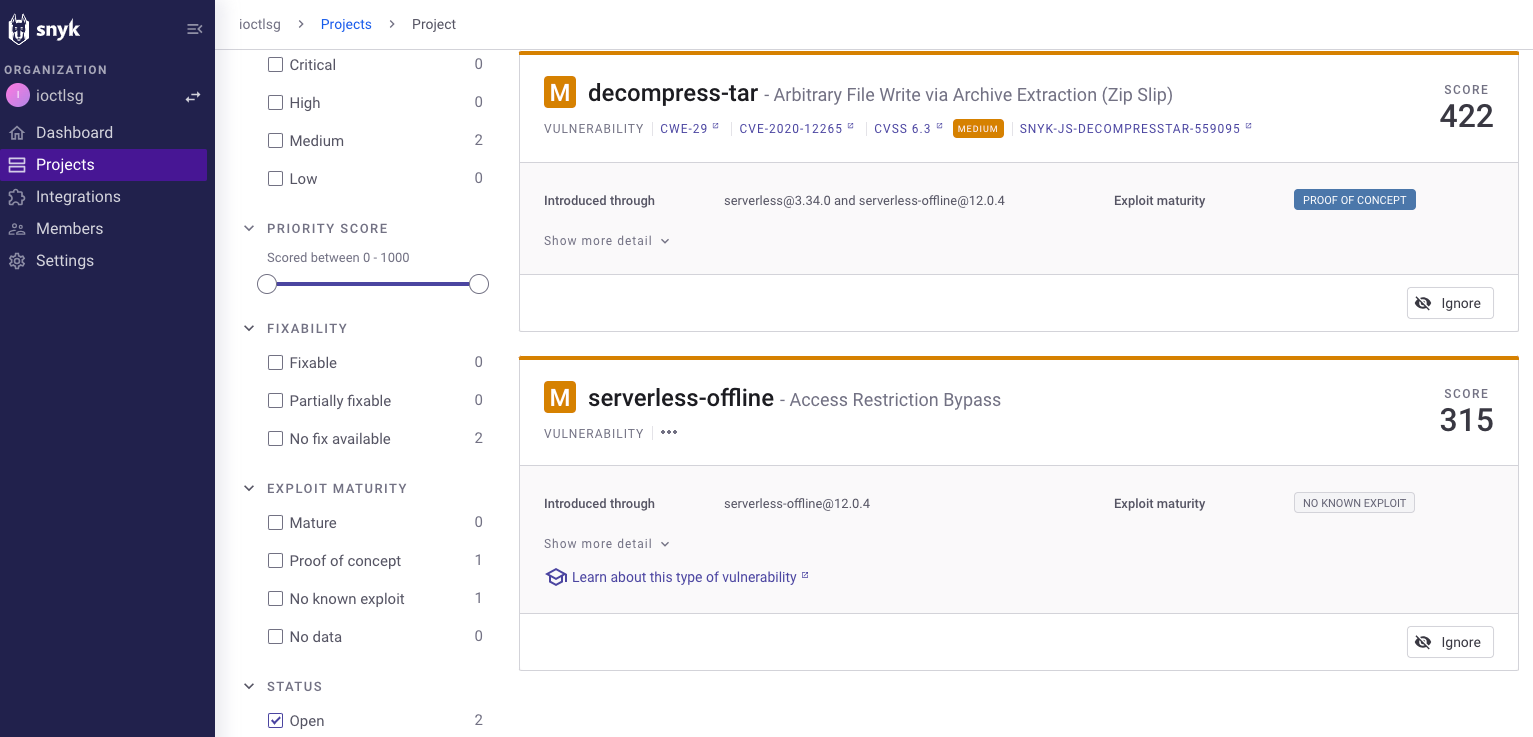 snyk
ORGANIZATION
I
ioctlsg
Dashboard
Projects
Integrations
Members
Settings
ioctlsg > Projects > Project
Critical 0
High 0
Medium 2
Low 0
PRIORITY SCORE
Scored between 0 - 1000
FIXABILITY
Fixable 0
Partially fixable 0
No fix available 2
EXPLOIT MATURITY
Mature 0
Proof of concept 1
No known exploit 1
No data 0
STATUS
Open 2
M decompress-tar - Arbitrary File Write via Archive Extraction (Zip Slip)
VULNERABILITY | CWE-29 | CVE-2020-12265 | CVSS 6.3 MEDIUM | SNYK-JS-DECOMPRESSTAR-559095
SCORE
422
Introduced through serverless@3.34.0 and serverless-offline@12.0.4 Exploit maturity PROOF OF CONCEPT
Show more detail
Ignore
M serverless-offline - Access Restriction Bypass
VULNERABILITY | •••
SCORE
315
Introduced through serverless-offline@12.0.4 Exploit maturity NO KNOWN EXPLOIT
Show more detail
Learn about this type of vulnerability
Ignore